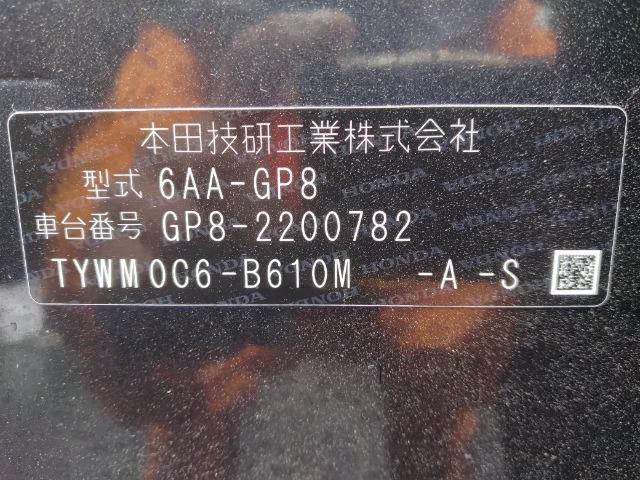 本田技研工業株式会社
型式 6AA-GP8
車台番号 GP8-2200782
TYWM0C6-B610M -A -S